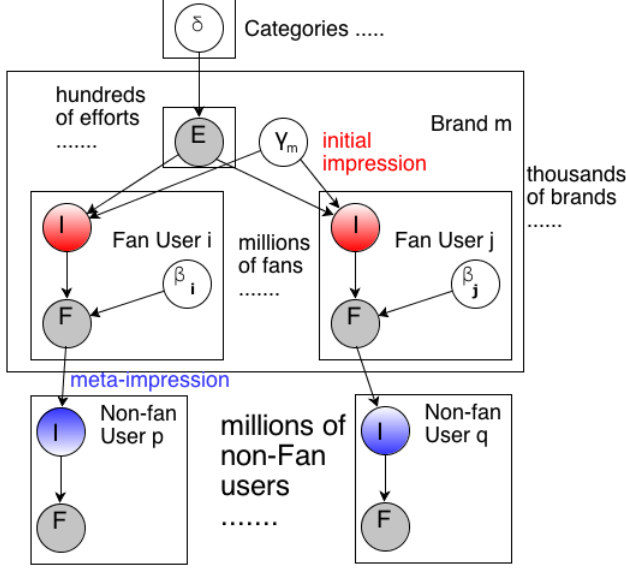 δ
Categories .....
hundreds
of efforts
.......
E
γm
Brand m
initial
impression
thousands
of brands
......
I
Fan User i
millions
of fans
.......
I
Fan User j
β i
F
β j
F
meta-impression
I
Non-fan
User p
millions of
non-Fan
users
.......
I
Non-fan
User q
F
F